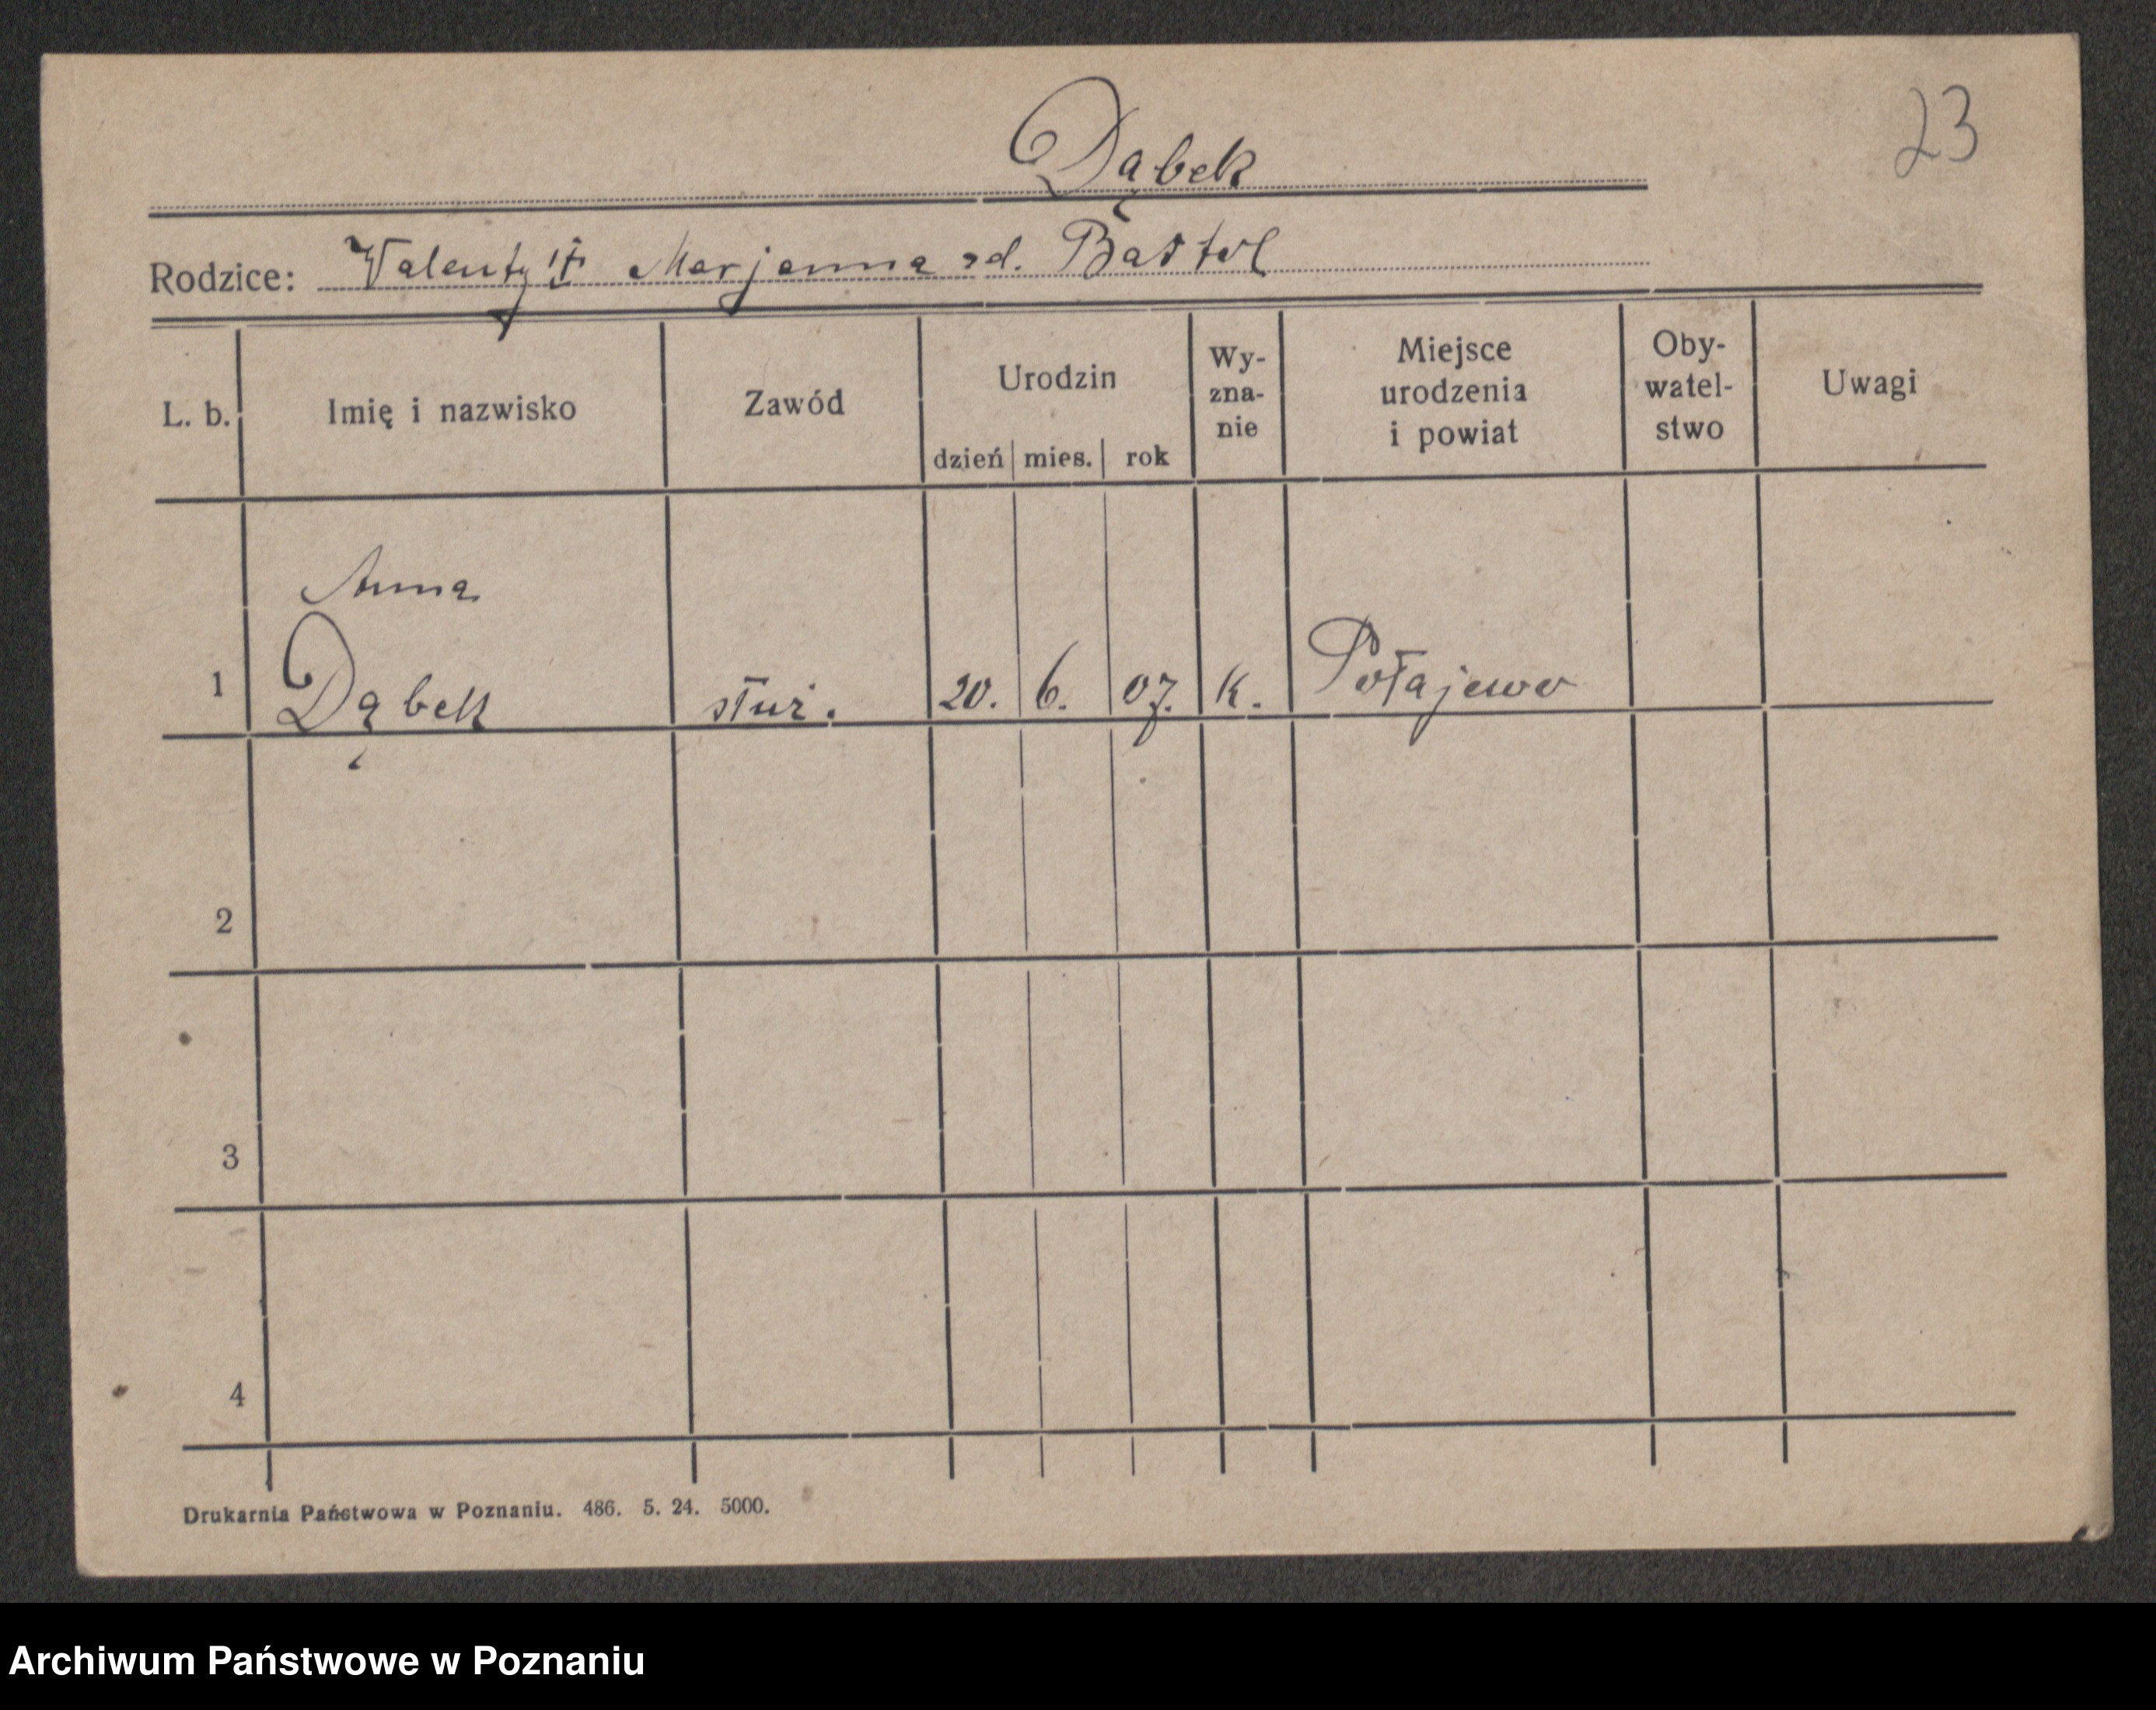 23
Dąbek
Rodzice: Walenty i Marjanna zd. Bartol
L. b. Imię i nazwisko Zawód Urodzin dzień mies. rok Wy-zna-nie Miejsce urodzenia i powiat Oby-watel-stwo Uwagi
Anna
1 Dąbek służ. 20. 6. 07. k. Połajewo
2
3
4
Drukarnia Państwowa w Poznaniu. 486. 5. 24. 5000.
Archiwum Państwowe w Poznaniu